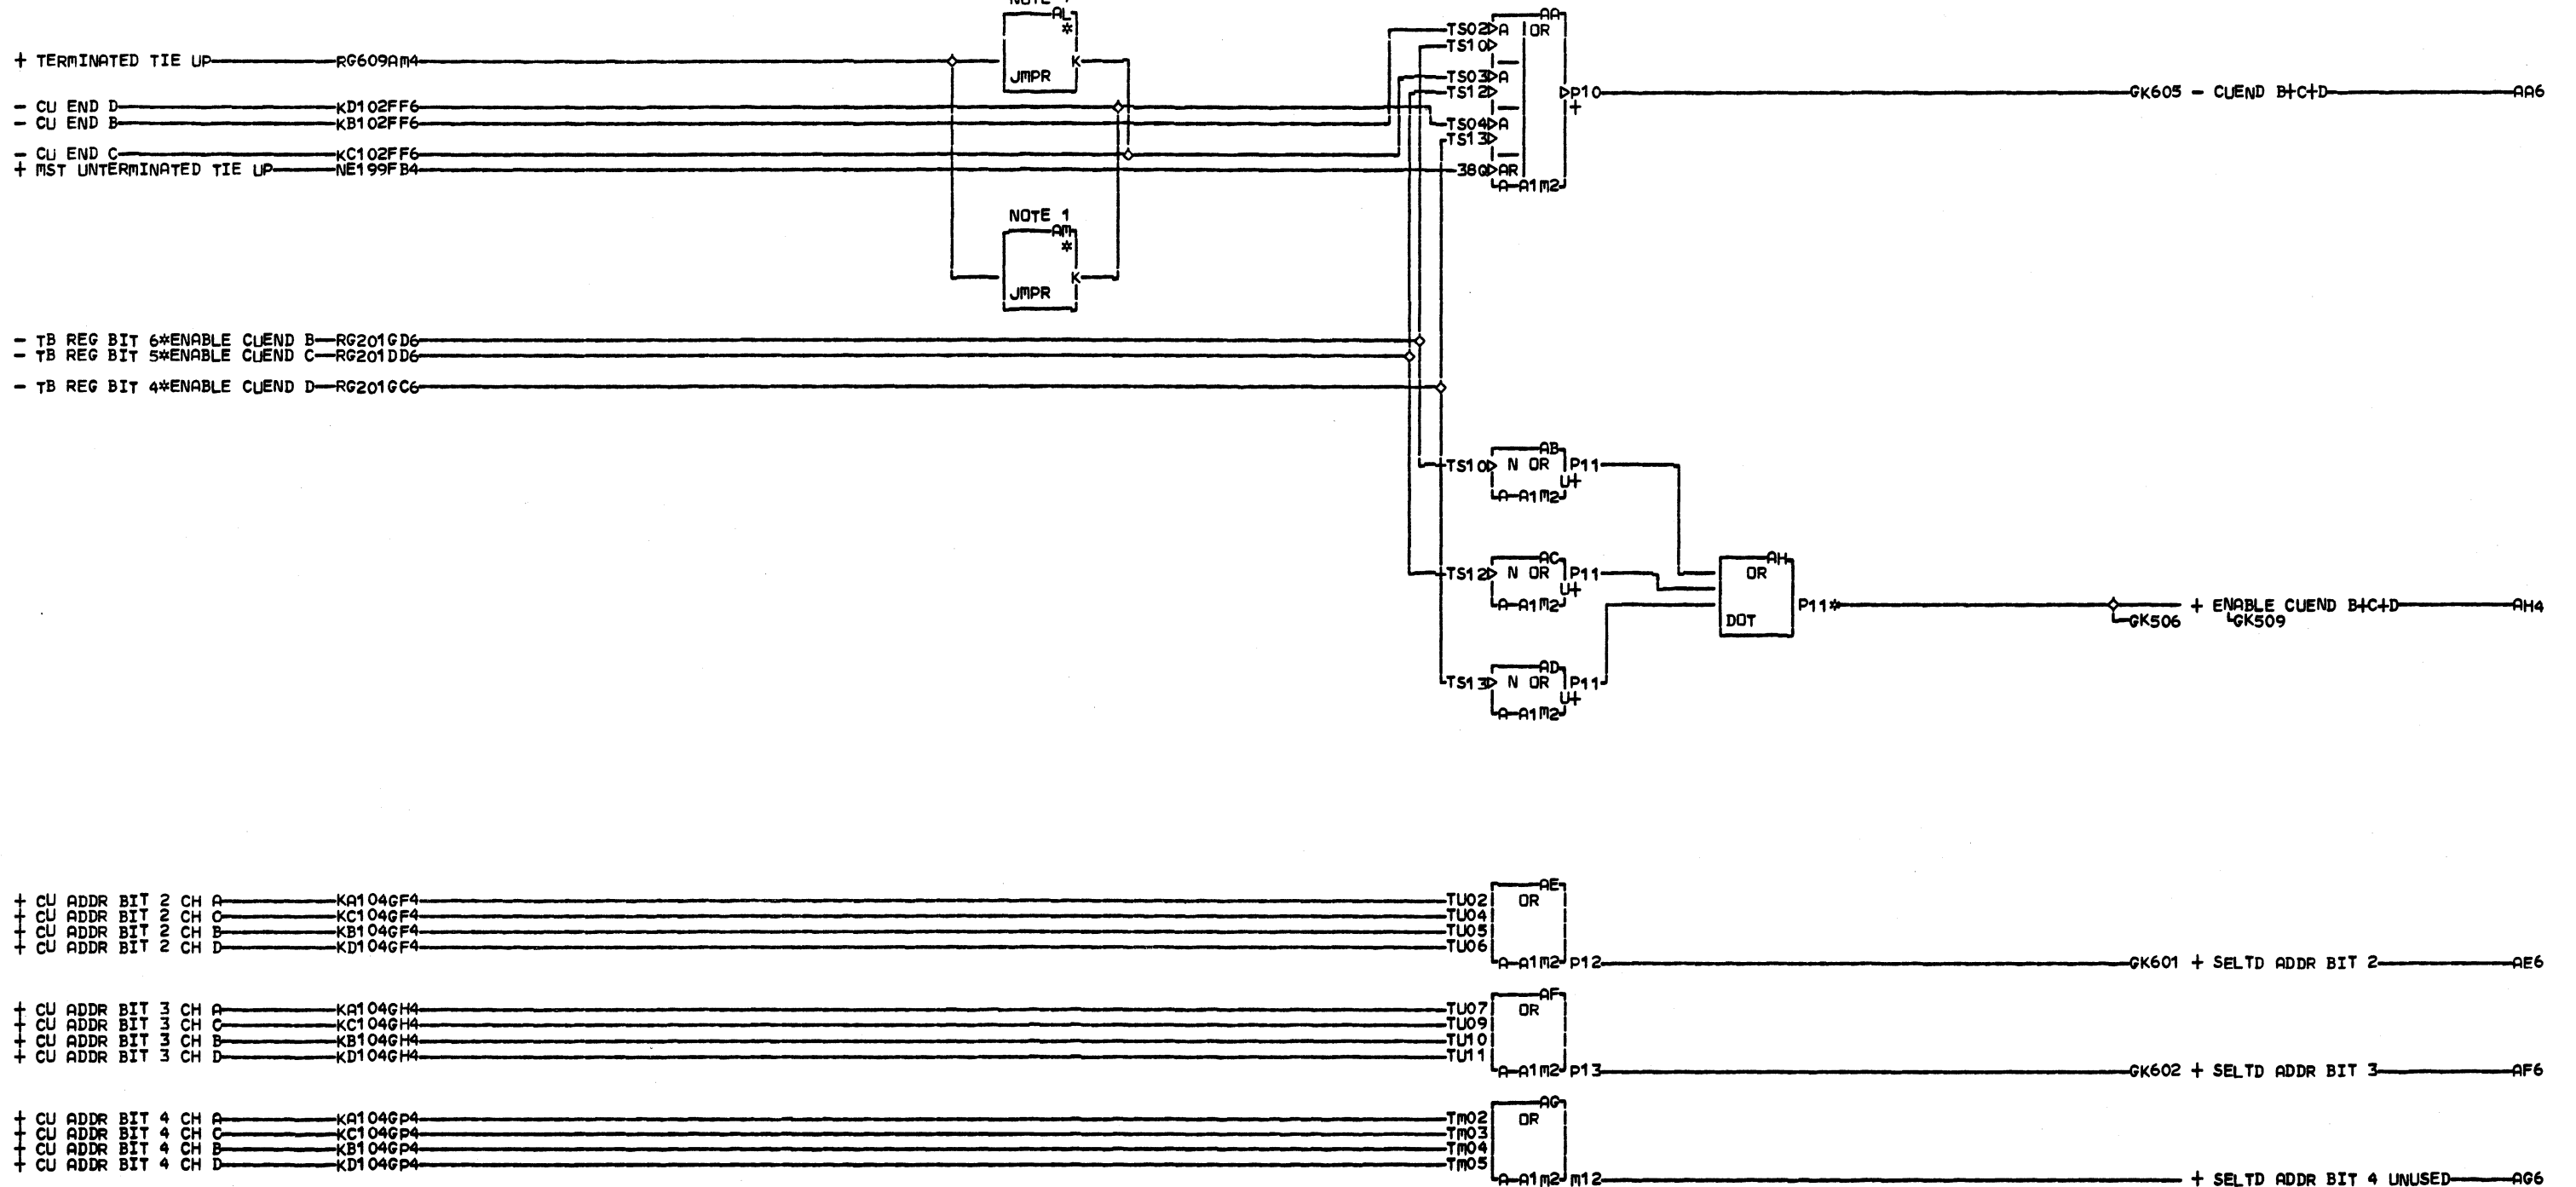 NOTE
AL
*
K
JMPR
+ TERMINATED TIE UP RG609AM4
- CU END D KD102FF6
- CU END B KB102FF6
- CU END C KC102FF6
+ MST UNTERMINATED TIE UP NE199FB4
AA
TS02 A OR
TS10
TS03 A
TS12
TS04 A
TS13
38Q AR
A A1M2
P10
+
GK605 - CUEND B+C+D AA6
NOTE 1
AM
*
K
JMPR
- TB REG BIT 6*ENABLE CUEND B RG201GD6
- TB REG BIT 5*ENABLE CUEND C RG201DD6
- TB REG BIT 4*ENABLE CUEND D RG201GC6
AB
TS10 N OR P11
U+
A A1M2
AC
TS12 N OR P11
U+
A A1M2
AH
OR
DOT
P11*
+ ENABLE CUEND B+C+D AH4
GK506 GK509
AD
TS13 N OR P11
U+
A A1M2
+ CU ADDR BIT 2 CH A KA104GF4 TU02
+ CU ADDR BIT 2 CH C KC104GF4 TU04
+ CU ADDR BIT 2 CH B KB104GF4 TU05
+ CU ADDR BIT 2 CH D KD104GF4 TU06
AE
OR
A A1M2 P12 GK601 + SELTD ADDR BIT 2 AE6
+ CU ADDR BIT 3 CH A KA104GH4 TU07
+ CU ADDR BIT 3 CH C KC104GH4 TU09
+ CU ADDR BIT 3 CH B KB104GH4 TU10
+ CU ADDR BIT 3 CH D KD104GH4 TU11
AF
OR
A A1M2 P13 GK602 + SELTD ADDR BIT 3 AF6
+ CU ADDR BIT 4 CH A KA104GP4 TM02
+ CU ADDR BIT 4 CH C KC104GP4 TM03
+ CU ADDR BIT 4 CH B KB104GP4 TM04
+ CU ADDR BIT 4 CH D KD104GP4 TM05
AG
OR
A A1M2 M12 + SELTD ADDR BIT 4 UNUSED AG6